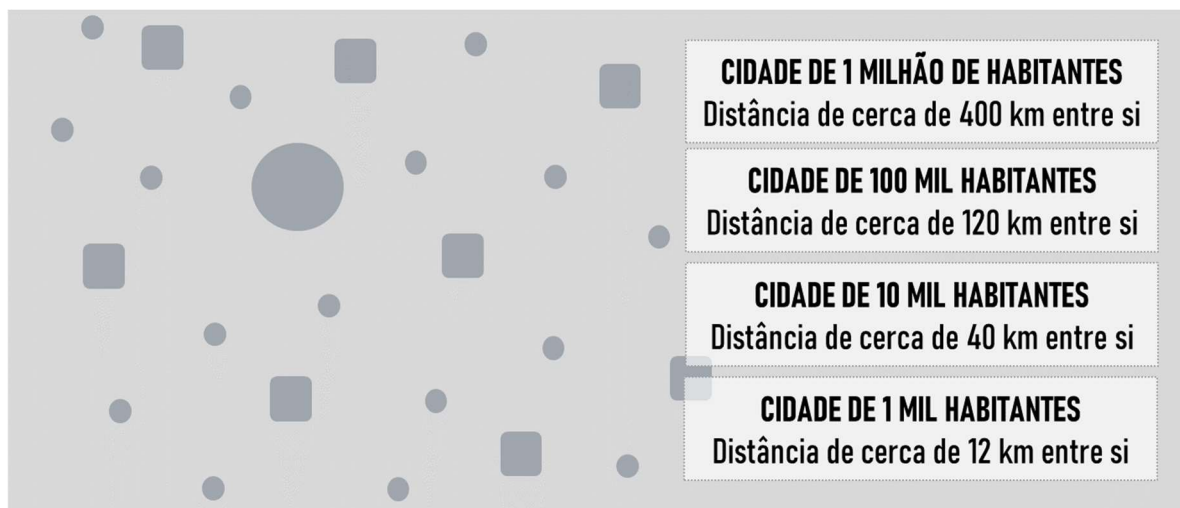 CIDADE DE 1 MILHÃO DE HABITANTES
Distância de cerca de 400 km entre si
CIDADE DE 100 MIL HABITANTES
Distância de cerca de 120 km entre si
CIDADE DE 10 MIL HABITANTES
Distância de cerca de 40 km entre si
CIDADE DE 1 MIL HABITANTES
Distância de cerca de 12 km entre si